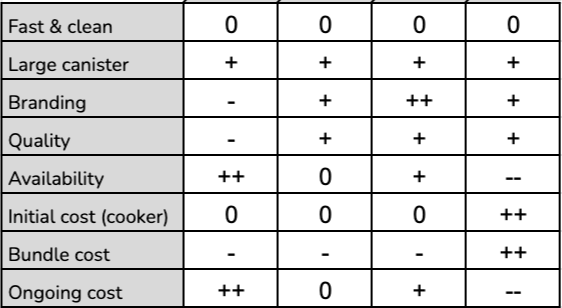 Fast & clean 0 0 0 0
Large canister + + + +
Branding - + ++ +
Quality - + + +
Availability ++ 0 + --
Initial cost (cooker) 0 0 0 ++
Bundle cost - - - ++
Ongoing cost ++ 0 + --